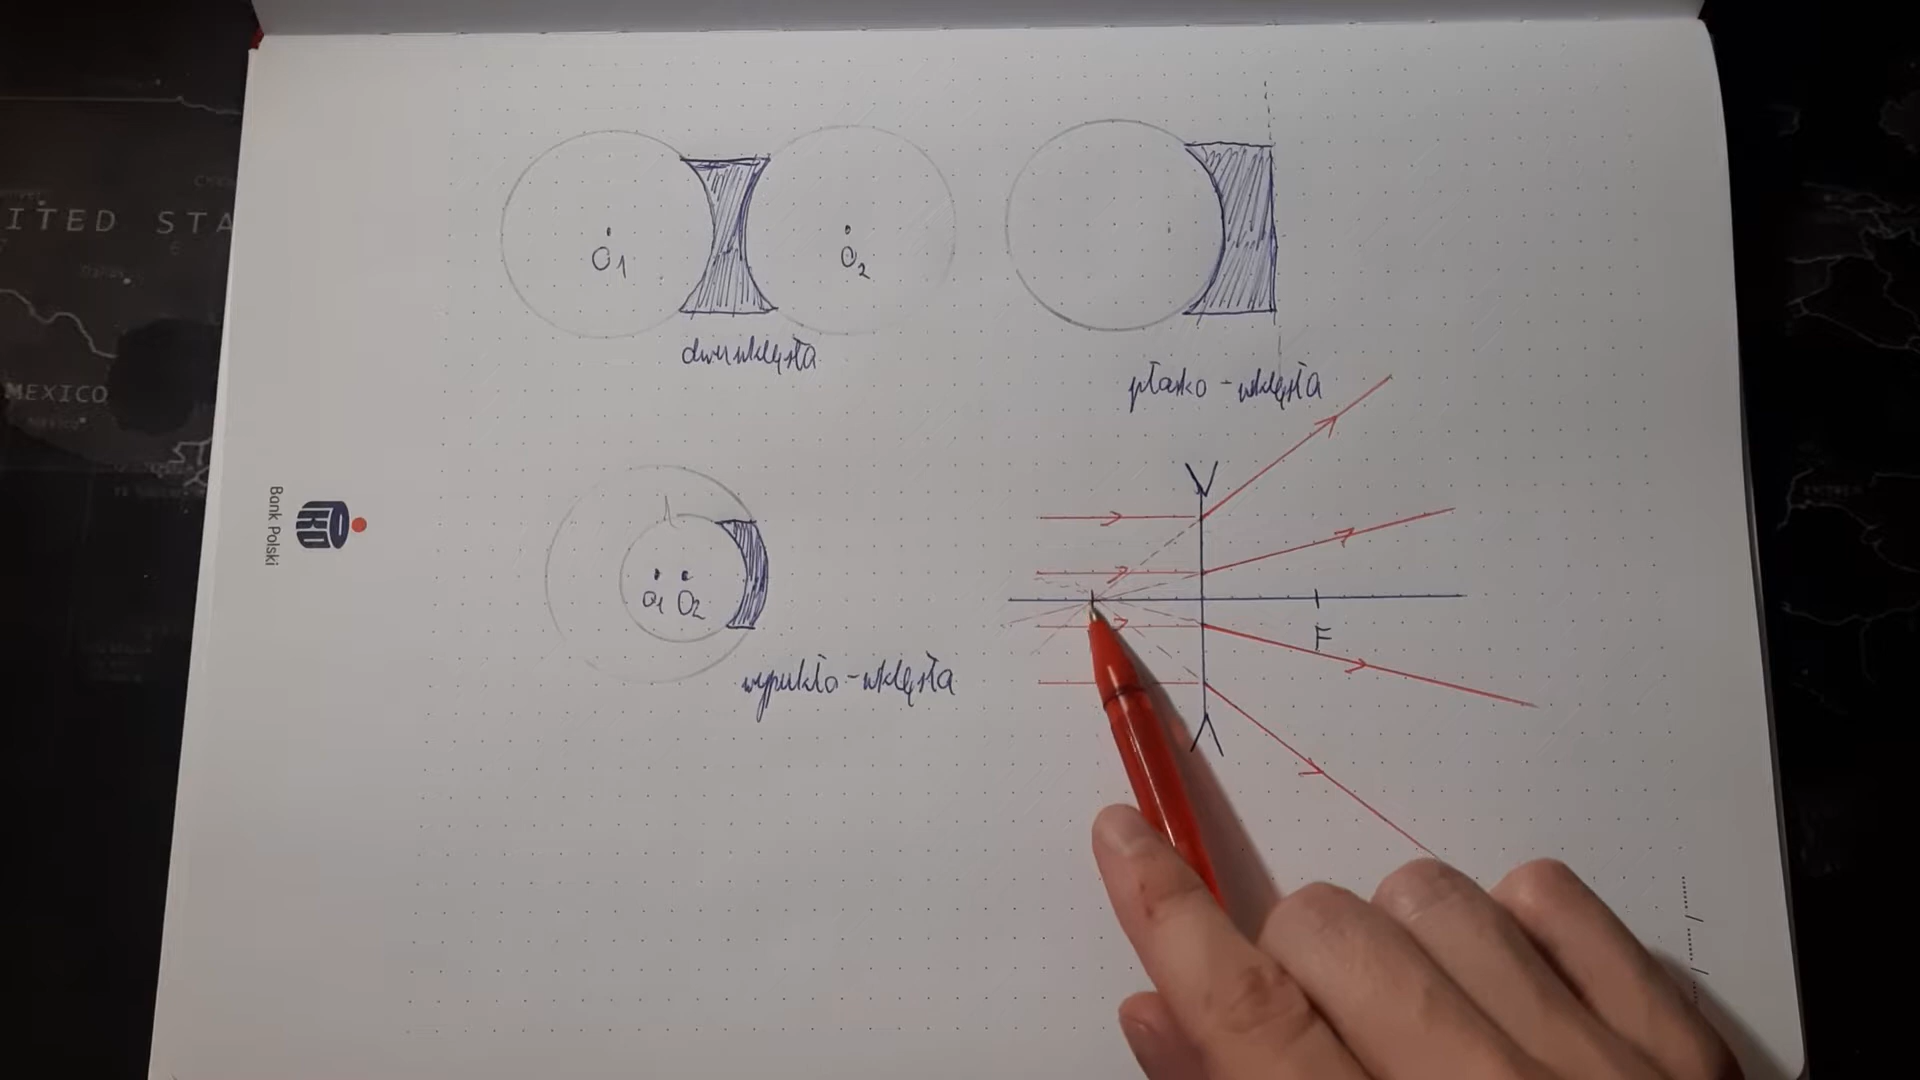 ITED STA
MEXICO
O1
O2
dwuwklęsła
płasko-wklęsła
Bank Polski
O1 O2
wypukło-wklęsła
F